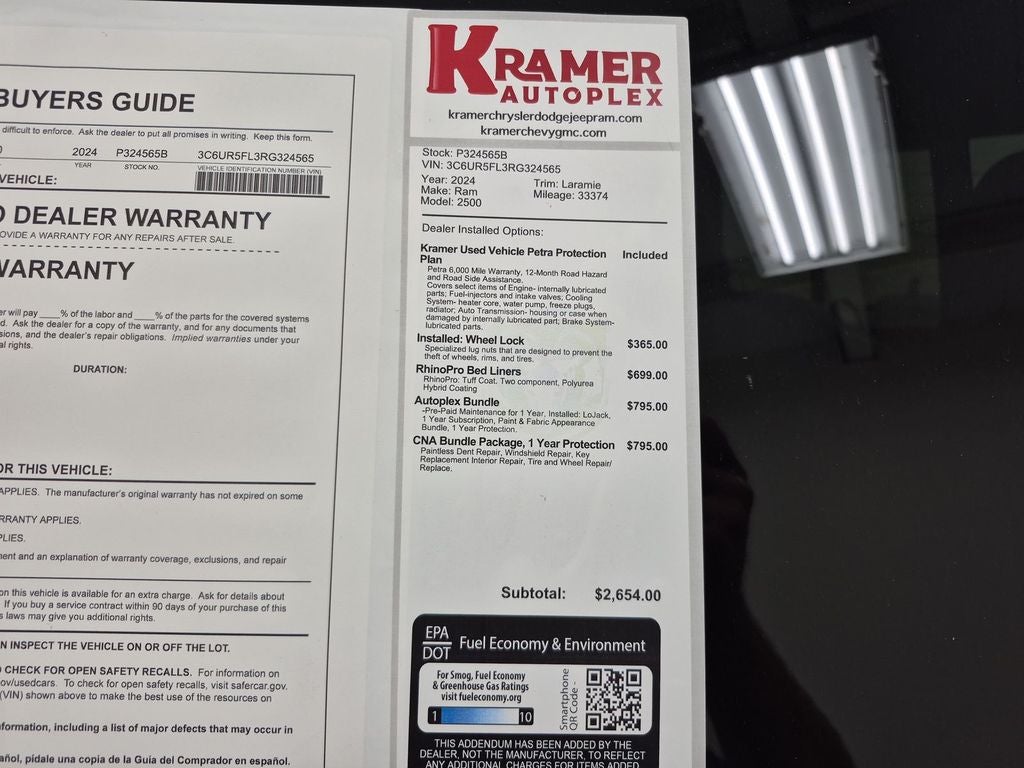 BUYERS GUIDE
difficult to enforce. Ask the dealer to put all promises in writing. Keep this form.
2024 P324565B 3C6UR5FL3RG324565
YEAR STOCK NO. VEHICLE IDENTIFICATION NUMBER (VIN)
VEHICLE:
DEALER WARRANTY
OVIDE A WARRANTY FOR ANY REPAIRS AFTER SALE.
WARRANTY
er will pay ____% of the labor and ____% of the parts for the covered systems
d. Ask the dealer for a copy of the warranty, and for any documents that
sions, and the dealer's repair obligations. Implied warranties under your
al rights.
DURATION:
OR THIS VEHICLE:
APPLIES. The manufacturer's original warranty has not expired on some
RRANTY APPLIES.
PLIES.
ment and an explanation of warranty coverage, exclusions, and repair
on this vehicle is available for an extra charge. Ask for details about
If you buy a service contract within 90 days of your purchase of this
s laws may give you additional rights.
N INSPECT THE VEHICLE ON OR OFF THE LOT.
CHECK FOR OPEN SAFETY RECALLS. For information on
ov/usedcars. To check for open safety recalls, visit safercar.gov.
(VIN) shown above to make the best use of the resources on
formation, including a list of major defects that may occur in
añol, pídale una copia de la Guía del Comprador en español.
KRAMER
AUTOPLEX
kramerchryslerdodgejeepram.com
kramerchevygmc.com
Stock: P324565B
VIN: 3C6UR5FL3RG324565
Year: 2024 Trim: Laramie
Make: Ram Mileage: 33374
Model: 2500
Dealer Installed Options:
Kramer Used Vehicle Petra Protection Included
Plan
Petra 6,000 Mile Warranty, 12-Month Road Hazard
and Road Side Assistance.
Covers select items of Engine- internally lubricated
parts; Fuel-injectors and intake valves; Cooling
System- heater core, water pump, freeze plugs,
radiator; Auto Transmission- housing or case when
damaged by internally lubricated part; Brake System-
lubricated parts.
Installed: Wheel Lock $365.00
Specialized lug nuts that are designed to prevent the
theft of wheels, rims, and tires.
RhinoPro Bed Liners $699.00
RhinoPro: Tuff Coat. Two component, Polyurea
Hybrid Coating
Autoplex Bundle $795.00
-Pre-Paid Maintenance for 1 Year, Installed: LoJack,
1 Year Subscription, Paint & Fabric Appearance
Bundle, 1 Year Protection.
CNA Bundle Package, 1 Year Protection $795.00
Paintless Dent Repair, Windshield Repair, Key
Replacement Interior Repair, Tire and Wheel Repair/
Replace.
Subtotal: $2,654.00
EPA
DOT Fuel Economy & Environment
For Smog, Fuel Economy
& Greenhouse Gas Ratings
visit fueleconomy.org
1 10
Smartphone
QR Code -
THIS ADDENDUM HAS BEEN ADDED BY THE
DEALER, NOT THE MANUFACTURER, TO REFLECT
ANY ADDITIONAL CHARGES FOR ITEMS ADDED